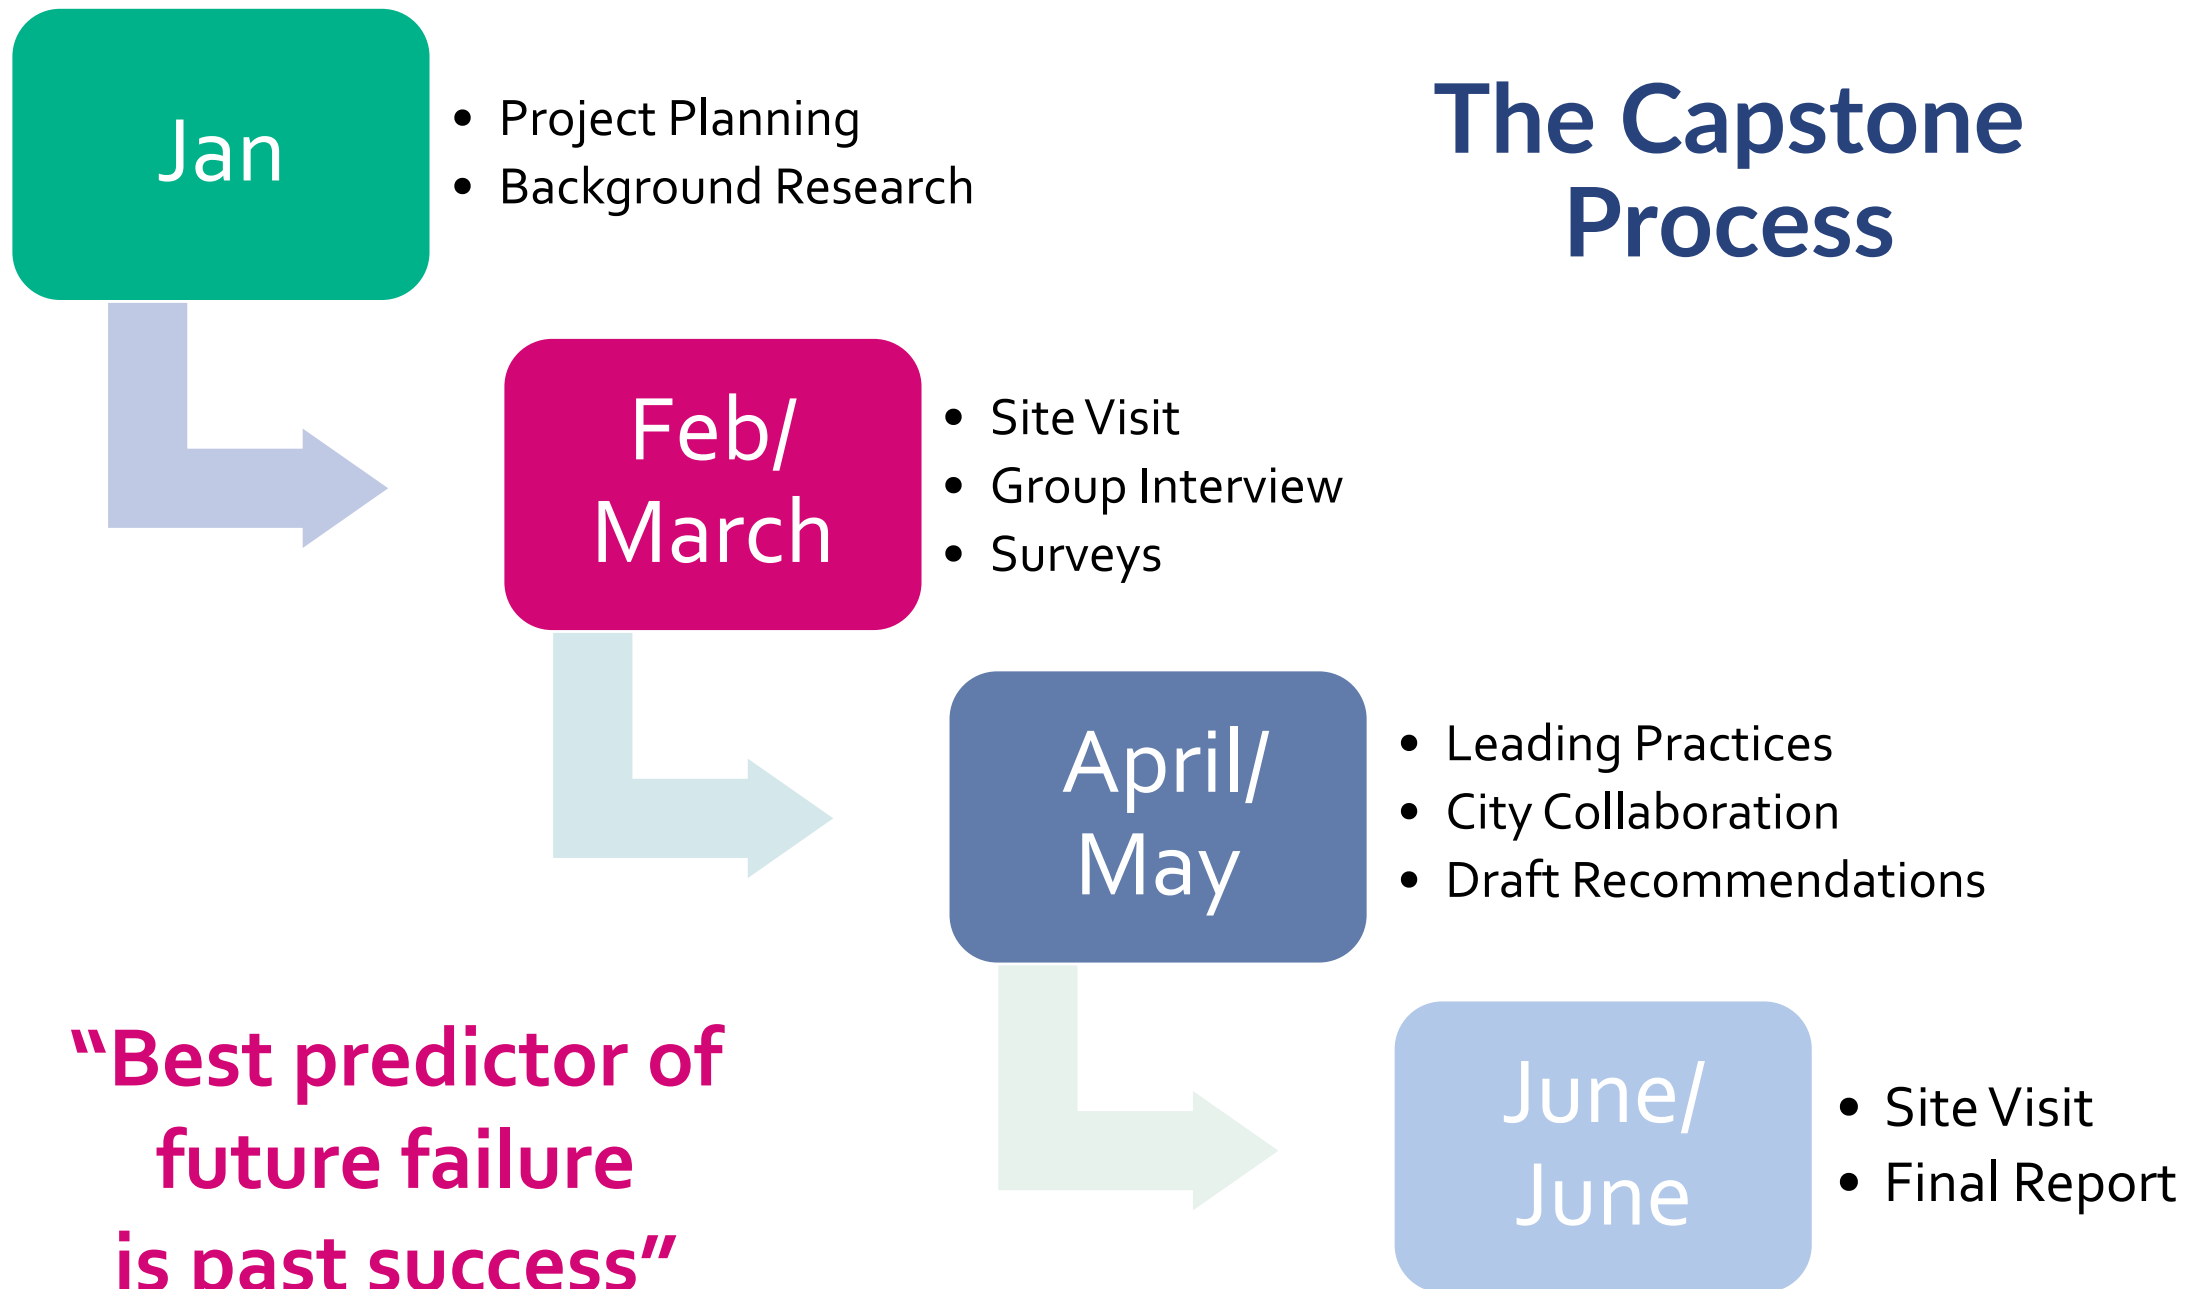 The Capstone
Process
Jan
• Project Planning
• Background Research
Feb/
March
• Site Visit
• Group Interview
• Surveys
April/
May
• Leading Practices
• City Collaboration
• Draft Recommendations
June/
June
• Site Visit
• Final Report
“Best predictor of
future failure
is past success”